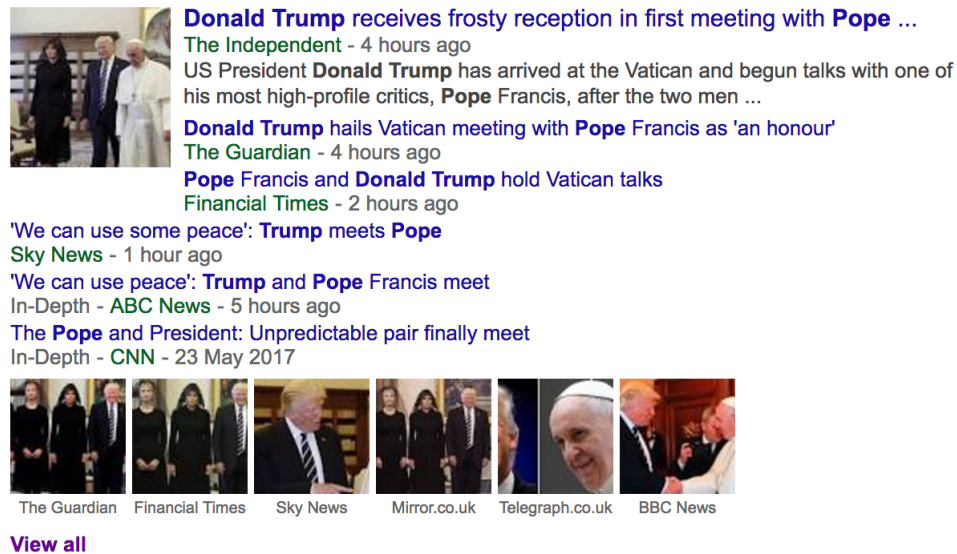 Donald Trump receives frosty reception in first meeting with Pope ...
The Independent - 4 hours ago
US President Donald Trump has arrived at the Vatican and begun talks with one of
his most high-profile critics, Pope Francis, after the two men ...
Donald Trump hails Vatican meeting with Pope Francis as 'an honour'
The Guardian - 4 hours ago
Pope Francis and Donald Trump hold Vatican talks
Financial Times - 2 hours ago
'We can use some peace': Trump meets Pope
Sky News - 1 hour ago
'We can use peace': Trump and Pope Francis meet
In-Depth - ABC News - 5 hours ago
The Pope and President: Unpredictable pair finally meet
In-Depth - CNN - 23 May 2017
The Guardian Financial Times Sky News Mirror.co.uk Telegraph.co.uk BBC News
View all